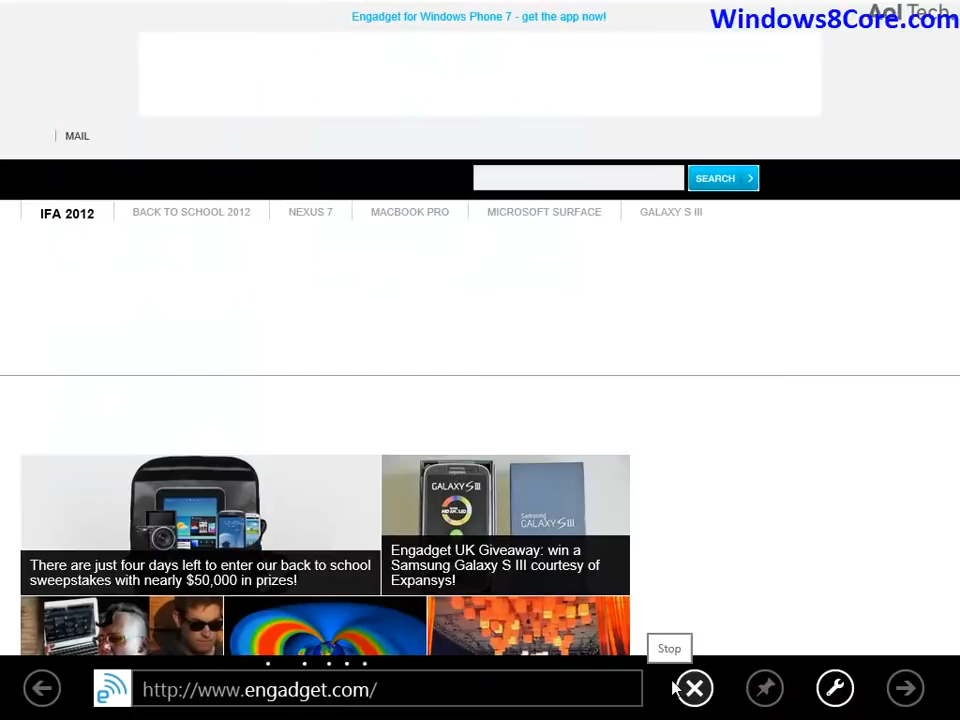 Engadget for Windows Phone 7 - get the app now!
Aol Tech.
Windows8Core.com
MAIL
SEARCH
IFA 2012
BACK TO SCHOOL 2012
NEXUS 7
MACBOOK PRO
MICROSOFT SURFACE
GALAXY S III
GALAXY S III
Samsung
GALAXY S III
There are just four days left to enter our back to school
sweepstakes with nearly $50,000 in prizes!
Engadget UK Giveaway: win a
Samsung Galaxy S III courtesy of
Expansys!
Stop
http://www.engadget.com/